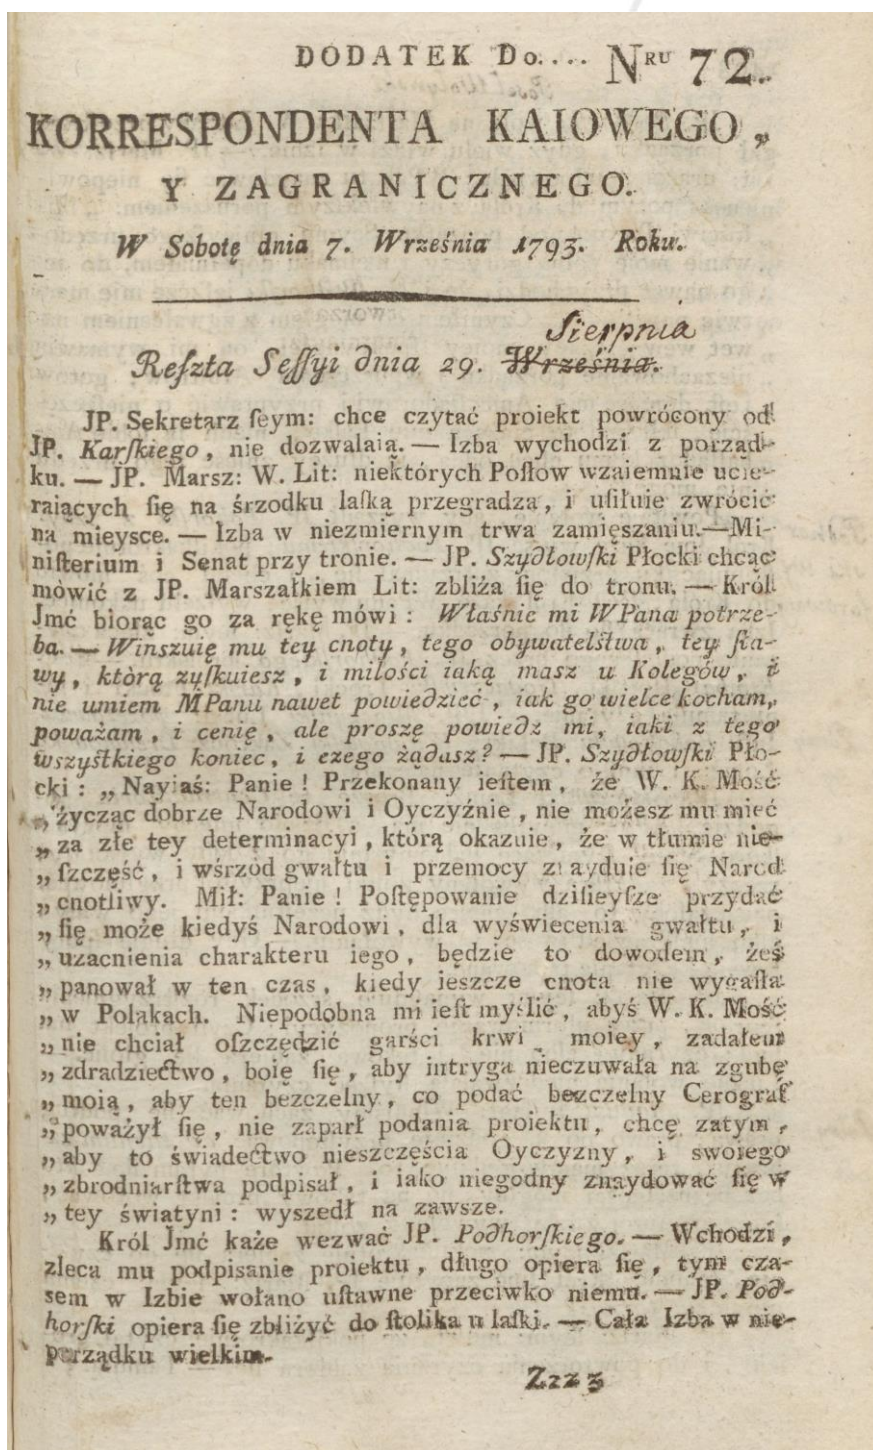 DODATEK Do.... NRU 72.
KORRESPONDENTA KAIOWEGO,
Y ZAGRANICZNEGO.
W Sobotę dnia 7. Września 1793. Roku.
Sierpnia
Reſzta Seſſyi dnia 29. Września.
JP. Sekretarz ſeym: chce czytać proiekt powrócony od
JP. Karſkiego, nie dozwalaią. — Izba wychodzi z porząd-
ku. — JP. Marsz: W. Lit: niektórych Poſłow wzaiemnie ucie-
raiących ſię na śrzodku laſką przegradza, i uſiłuie zwrócić
na mieysce. — Izba w niezmiernym trwa zamięszaniu. — Mi-
niſterium i Senat przy tronie. — JP. Szydłowſki Płocki chcąc
mówić z JP. Marszałkiem Lit: zbliża ſię do tronu. — Król
Jmć biorąc go za rękę mówi: Właśnie mi WPana potrze-
ba. — Winszuię mu tey cnoty, tego obywatelſtwa, tey ſła-
wy, którą zyſkuiesz, i miłości iaką masz u Kolegów, i
nie umiem MPanu nawet powiedzieć, iak go wielce kocham,
poważam, i cenię, ale proszę powiedz mi, iaki z tego
wszyſtkiego koniec, i czego żądasz? — JP. Szydłowſki Pło-
cki: „Nayiaś: Panie! Przekonany ieſtem, że W. K. Mość
„życząc dobrze Narodowi i Oyczyźnie, nie możesz mu mieć
„za złe tey determinacyi, którą okazuie, że w tłumie nie-
„ſzczęść, i wśrzód gwałtu i przemocy znayduie ſię Narod
„cnotliwy. Mił: Panie! Poſtępowanie dziſieyſze przydać
„ſię może kiedyś Narodowi, dla wyświecenia gwałtu, i
„uzacnienia charakteru iego, będzie to dowodem, żeś
„panował w ten czas, kiedy ieszcze cnota nie wygaſła
„w Polakach. Niepodobna mi ieſt myślić, abyś W. K. Mość
„nie chciał oſzczędzić garści krwi moiey, zadałem
„zdradziectwo, boię ſię, aby intryga nieczuwała na zgubę
„moią, aby ten bezczelny, co podać bezczelny Cerograf
„poważył ſię, nie zaparł podania proiektu, chcę zatym,
„aby to świadectwo nieszczęścia Oyczyzny, i swoiego
„zbrodniarſtwa podpisał, i iako niegodny znaydować ſię w
„tey świątyni: wyszedł na zawsze.
Król Jmć każe wezwać JP. Podhorſkiego. — Wchodzi,
zleca mu podpisanie proiektu, długo opiera ſię, tym cza-
sem w Izbie wołano uſtawne przeciwko niemu. — JP. Pod-
horſki opiera ſię zbliżyć do ſtolika u laſki. — Cała Izba w nie-
porządku wielkim.
Zzz 3